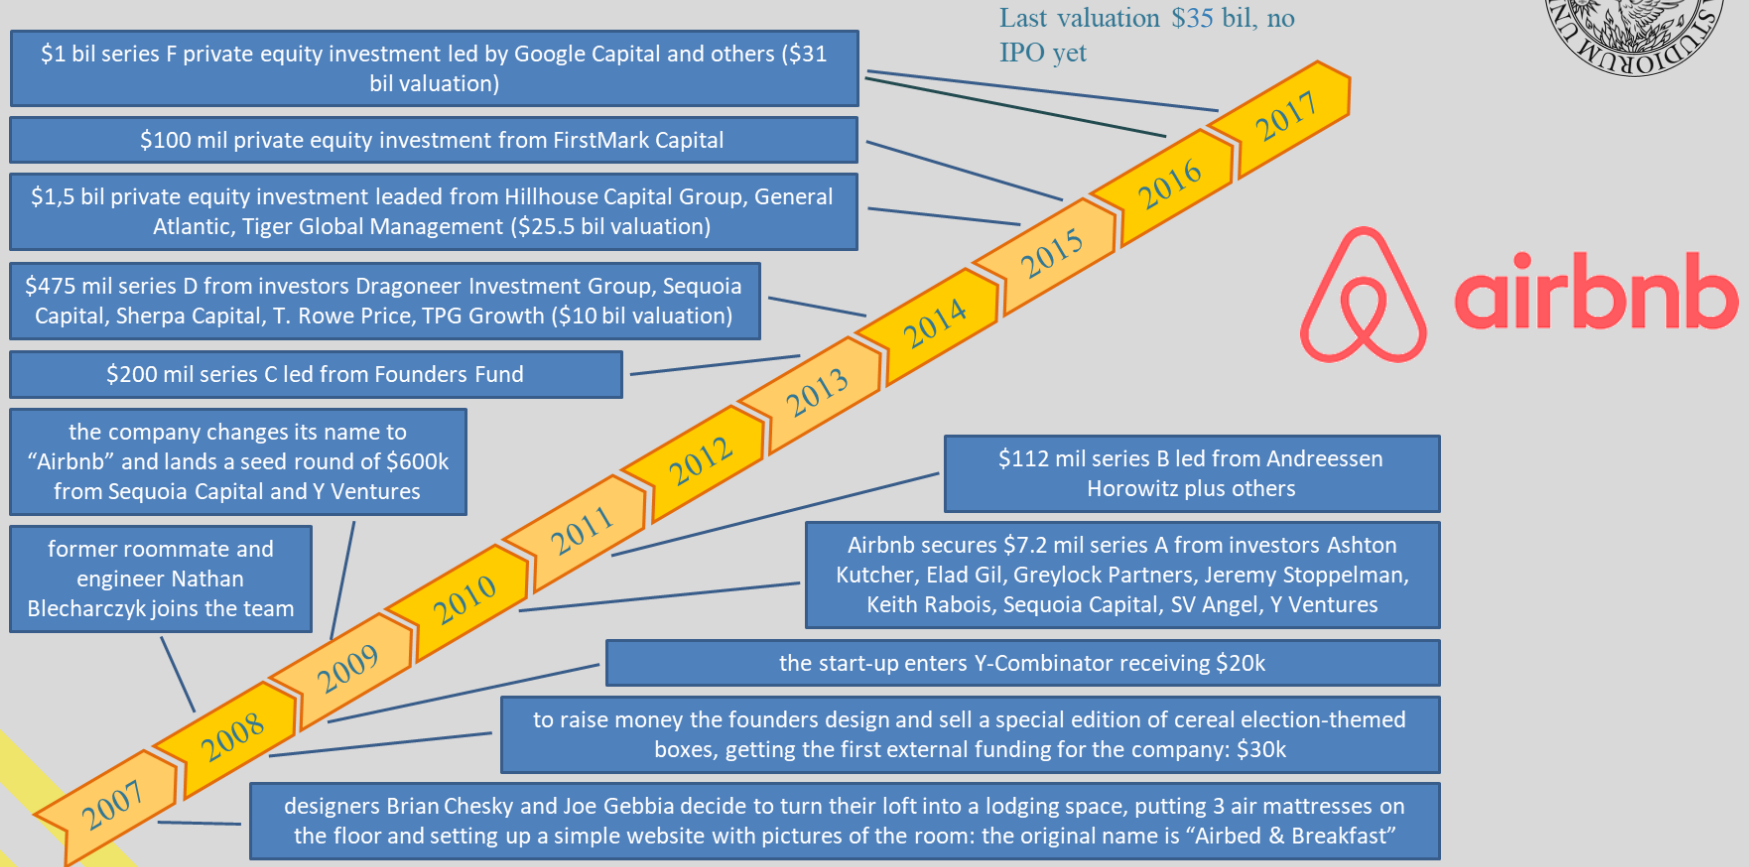 Last valuation $35 bil, no
IPO yet
$1 bil series F private equity investment led by Google Capital and others ($31
bil valuation)
$100 mil private equity investment from FirstMark Capital
$1,5 bil private equity investment leaded from Hillhouse Capital Group, General
Atlantic, Tiger Global Management ($25.5 bil valuation)
$475 mil series D from investors Dragoneer Investment Group, Sequoia
Capital, Sherpa Capital, T. Rowe Price, TPG Growth ($10 bil valuation)
$200 mil series C led from Founders Fund
the company changes its name to
“Airbnb” and lands a seed round of $600k
from Sequoia Capital and Y Ventures
former roommate and
engineer Nathan
Blecharczyk joins the team
2017
2016
2015
2014
2013
2012
2011
2010
2009
2008
2007
airbnb
$112 mil series B led from Andreessen
Horowitz plus others
Airbnb secures $7.2 mil series A from investors Ashton
Kutcher, Elad Gil, Greylock Partners, Jeremy Stoppelman,
Keith Rabois, Sequoia Capital, SV Angel, Y Ventures
the start-up enters Y-Combinator receiving $20k
to raise money the founders design and sell a special edition of cereal election-themed
boxes, getting the first external funding for the company: $30k
designers Brian Chesky and Joe Gebbia decide to turn their loft into a lodging space, putting 3 air mattresses on
the floor and setting up a simple website with pictures of the room: the original name is “Airbed & Breakfast”
STUDIORUM UN